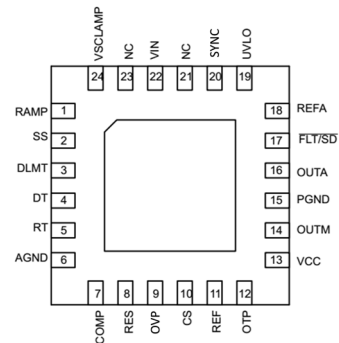 VSCLAMP
NC
VIN
NC
SYNC
UVLO
24
23
22
21
20
19
RAMP 1
SS 2
DLMT 3
DT 4
RT 5
AGND 6
18 REFA
17 FLT/SD
16 OUTA
15 PGND
14 OUTM
13 VCC
7
8
9
10
11
12
COMP
RES
OVP
CS
REF
OTP